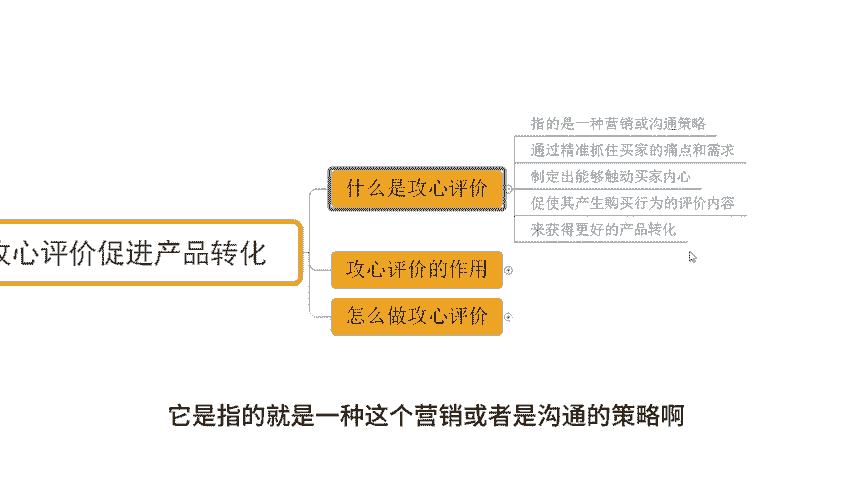 指的是一种营销或沟通策略
通过精准抓住买家的痛点和需求
什么是攻心评价
制定出能够触动买家内心
促使其产生购买行为的评价内容
来获得更好的产品转化
攻心评价促进产品转化
攻心评价的作用
怎么做攻心评价
它是指的就是一种这个营销或者是沟通的策略啊